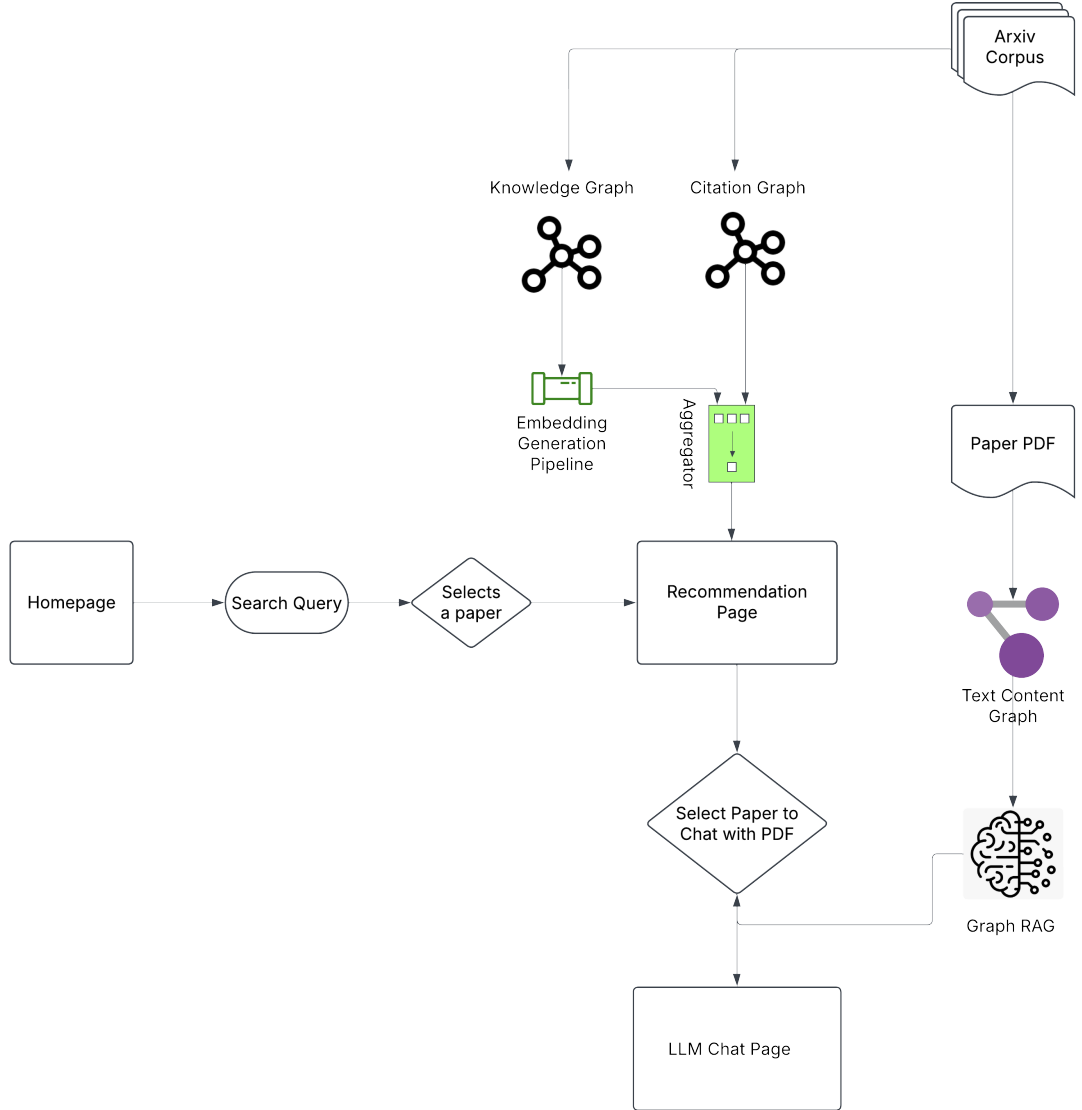 Arxiv
Corpus
Knowledge Graph
Citation Graph
Embedding
Generation
Pipeline
Aggregator
Paper PDF
Homepage
Search Query
Selects
a paper
Recommendation
Page
Text Content
Graph
Select Paper to
Chat with PDF
Graph RAG
LLM Chat Page